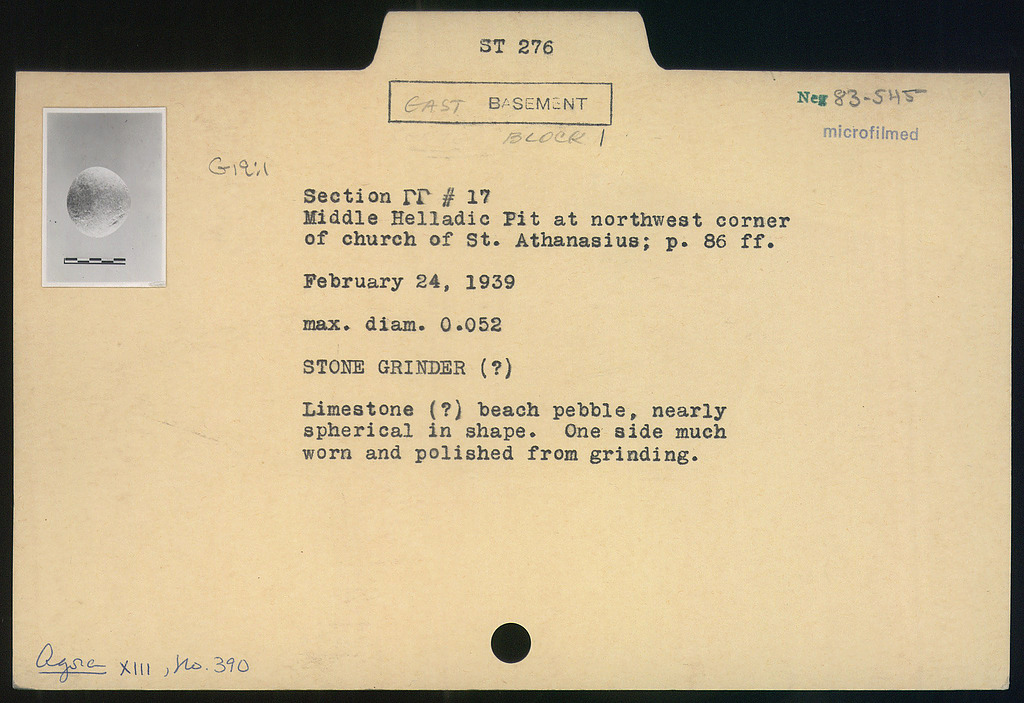 ST 276
EAST BASEMENT
BLOCK 1
Neg 83-545
microfilmed
G12:1
Section ΓΓ # 17
Middle Helladic Pit at northwest corner
of church of St. Athanasius; p. 86 ff.
February 24, 1939
max. diam. 0.052
STONE GRINDER (?)
Limestone (?) beach pebble, nearly
spherical in shape. One side much
worn and polished from grinding.
Agora XIII, No. 390